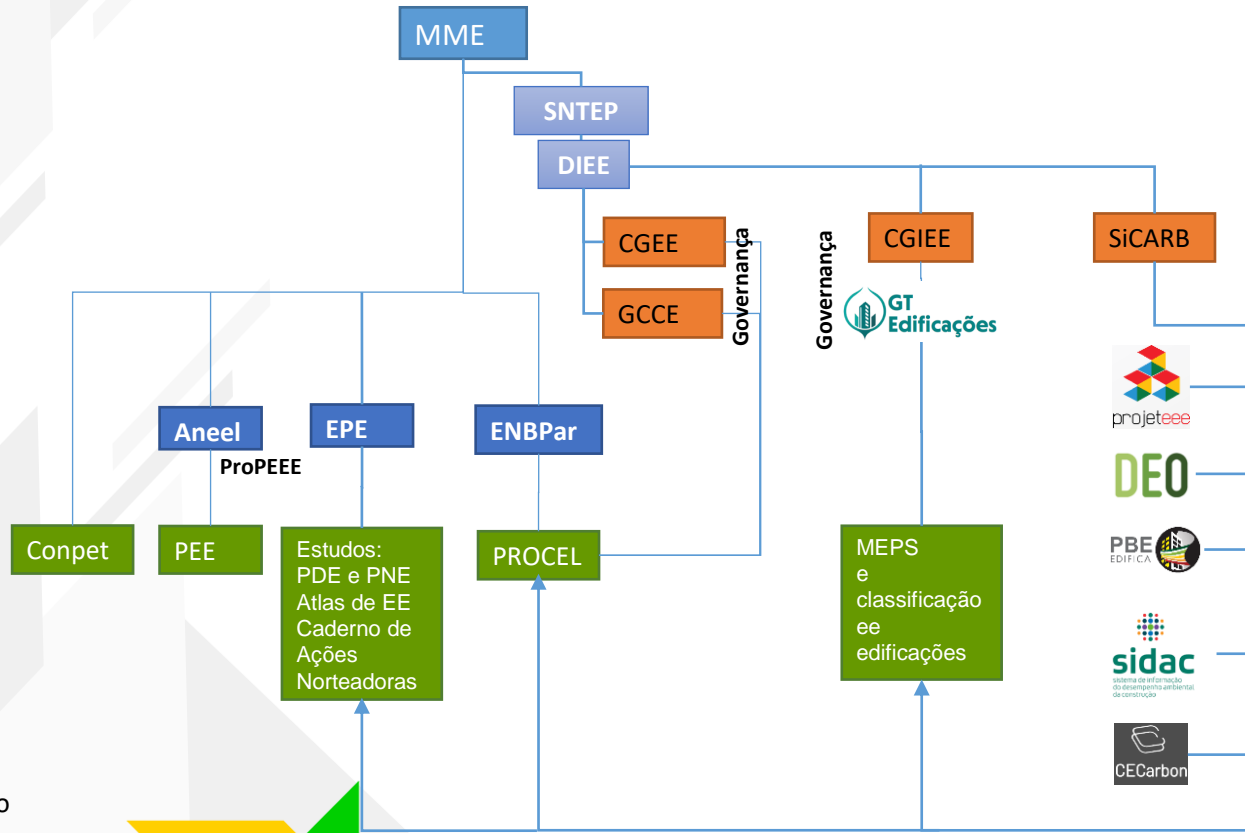 MME
SNTEP
DIEE
CGEE
GCCE
Governança
Governança
CGIEE
SiCARB
GT
Edificações
projeteee
DEO
PBE
EDIFICA
sidac
sistema de informação
do desempenho ambiental
da construção
CECarbon
Aneel
ProPEEE
EPE
ENBPar
Conpet
PEE
Estudos:
PDE e PNE
Atlas de EE
Caderno de
Ações
Norteadoras
PROCEL
MEPS
e
classificação
ee
edificações
o